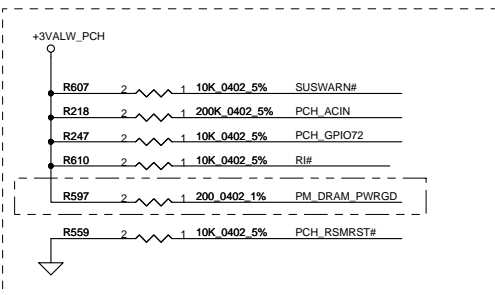 +3VALW_PCH
R607 2 1 10K_0402_5% SUSWARN#
R218 2 1 200K_0402_5% PCH_ACIN
R247 2 1 10K_0402_5% PCH_GPIO72
R610 2 1 10K_0402_5% RI#
R597 2 1 200_0402_1% PM_DRAM_PWRGD
R559 2 1 10K_0402_5% PCH_RSMRST#